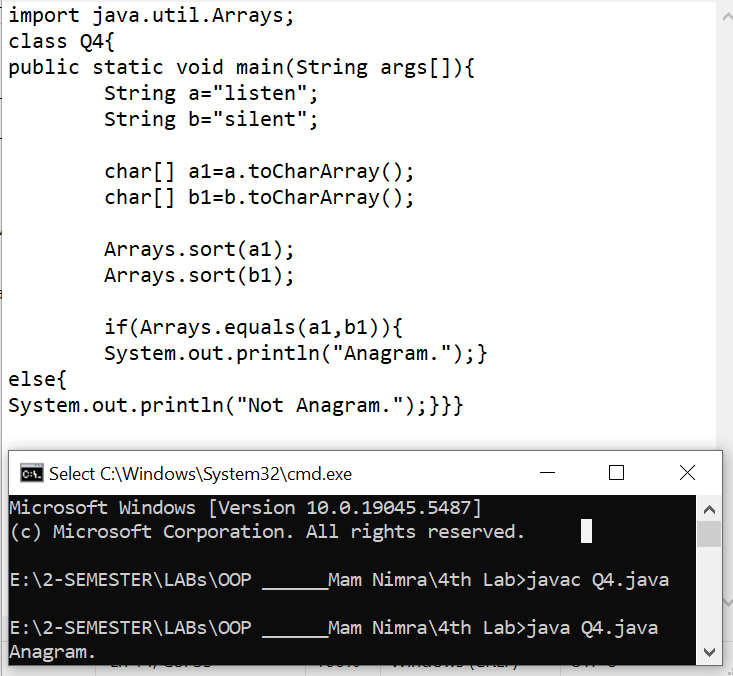 import java.util.Arrays;
class Q4{
public static void main(String args[]){
String a="listen";
String b="silent";
char[] a1=a.toCharArray();
char[] b1=b.toCharArray();
Arrays.sort(a1);
Arrays.sort(b1);
if(Arrays.equals(a1,b1)){
System.out.println("Anagram.");}
else{
System.out.println("Not Anagram.");}}}
Select C:\Windows\System32\cmd.exe
Microsoft Windows [Version 10.0.19045.5487]
(c) Microsoft Corporation. All rights reserved.
E:\2-SEMESTER\LABs\OOP ______Mam Nimra\4th Lab>javac Q4.java
E:\2-SEMESTER\LABs\OOP ______Mam Nimra\4th Lab>java Q4.java
Anagram.